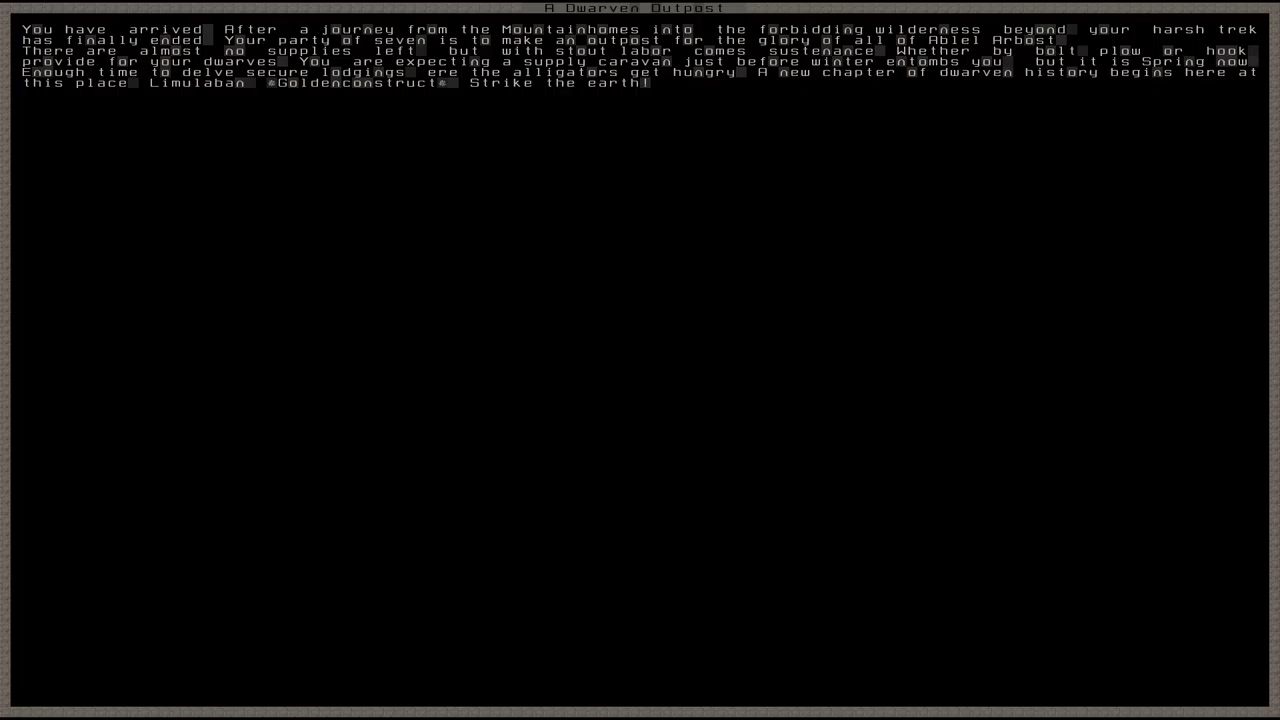 A Dwarven Outpost
You have arrived After a journey from the Mountainhomes into the forbidding wilderness beyond your harsh trek
has finally ended Your party of seven is to make an outpost for the glory of all of Ablel Arbost
There are almost no supplies left but with stout labor comes sustenance Whether by bolt plow or hook
provide for your dwarves You are expecting a supply caravan just before winter entombs you but it is Spring now
Enough time to delve secure lodgings ere the alligators get hungry A new chapter of dwarven history begins here at
this place Limulaban *Goldenconstruct* Strike the earth!